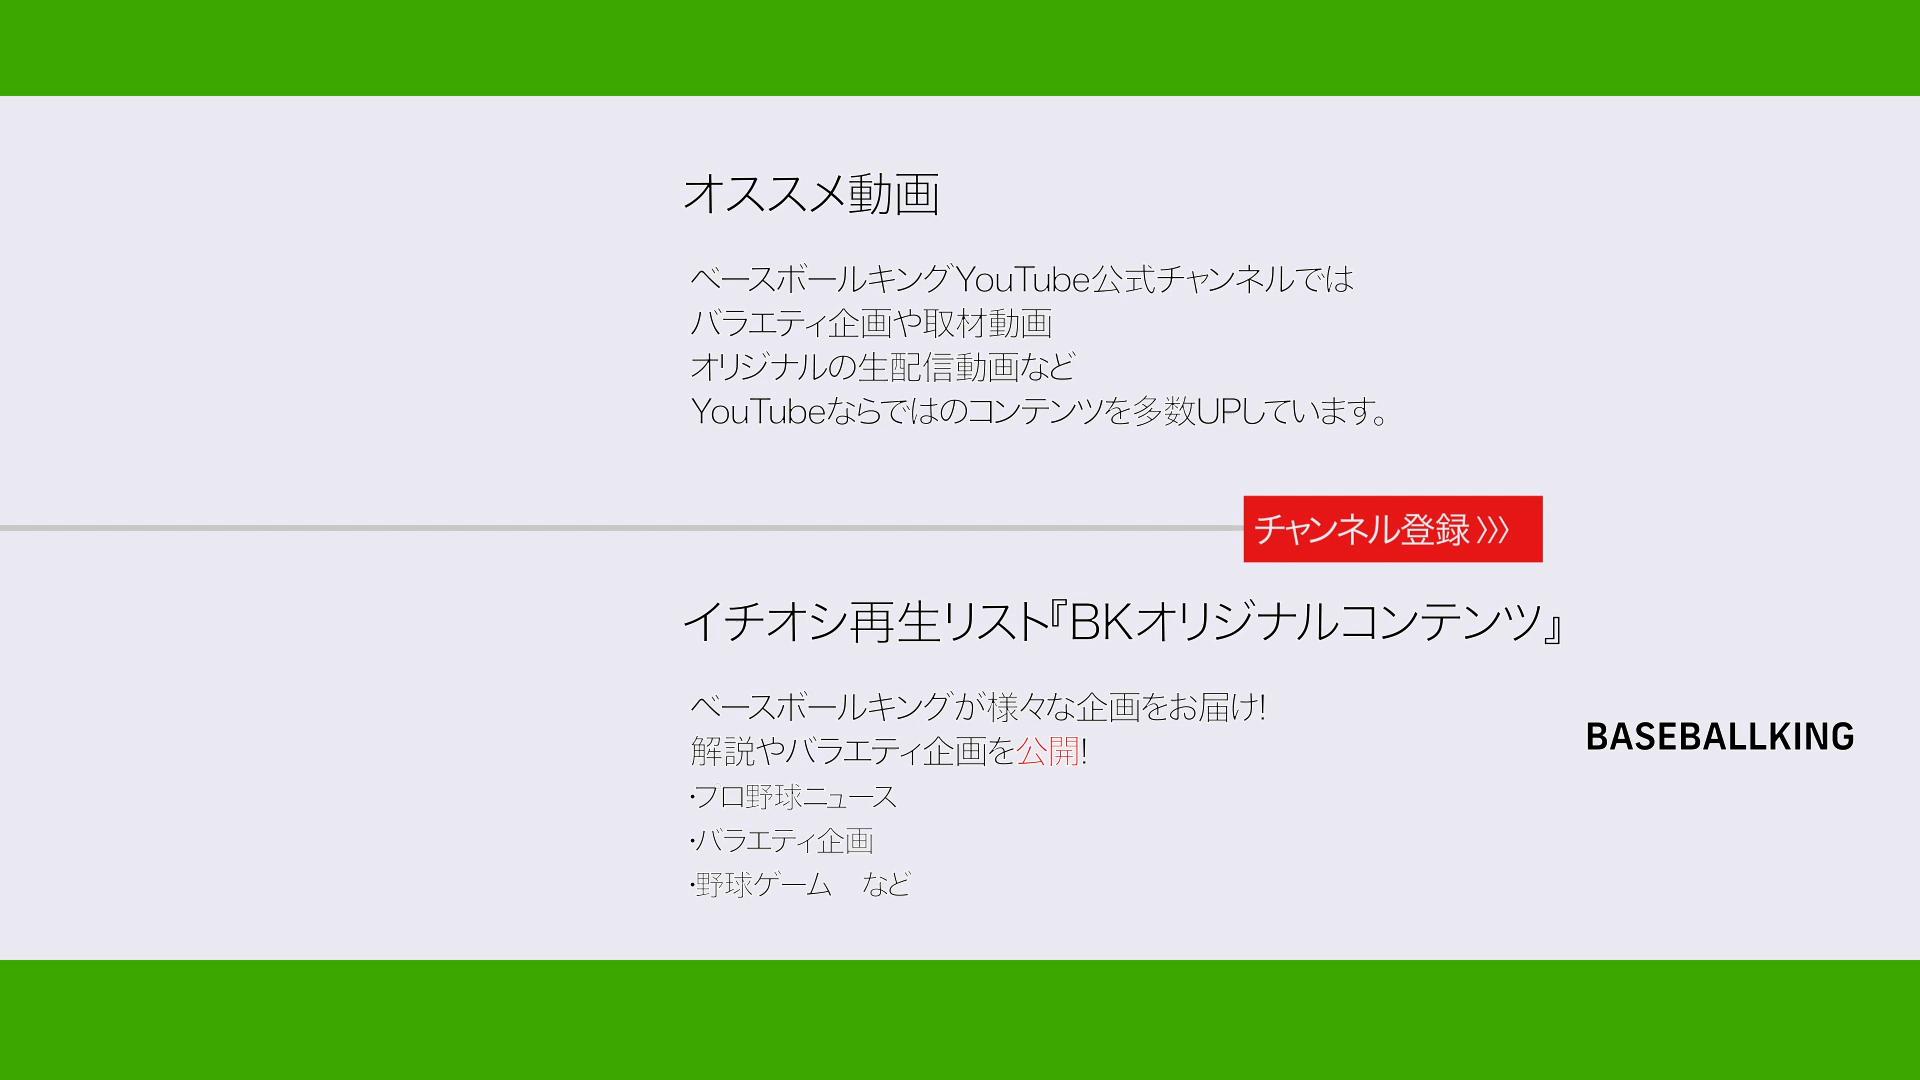 オススメ動画
ベースボールキングYouTube公式チャンネルでは
バラエティ企画や取材動画
オリジナルの生配信動画など
YouTubeならではのコンテンツを多数UPしています。
チャンネル登録 》〉
イチオシ再生リスト『BKオリジナルコンテンツ』
ベースボールキングが様々な企画をお届け!
解説やバラエティ企画を公開!
・プロ野球ニュース
・バラエティ企画
・野球ゲーム　など
BASEBALLKING